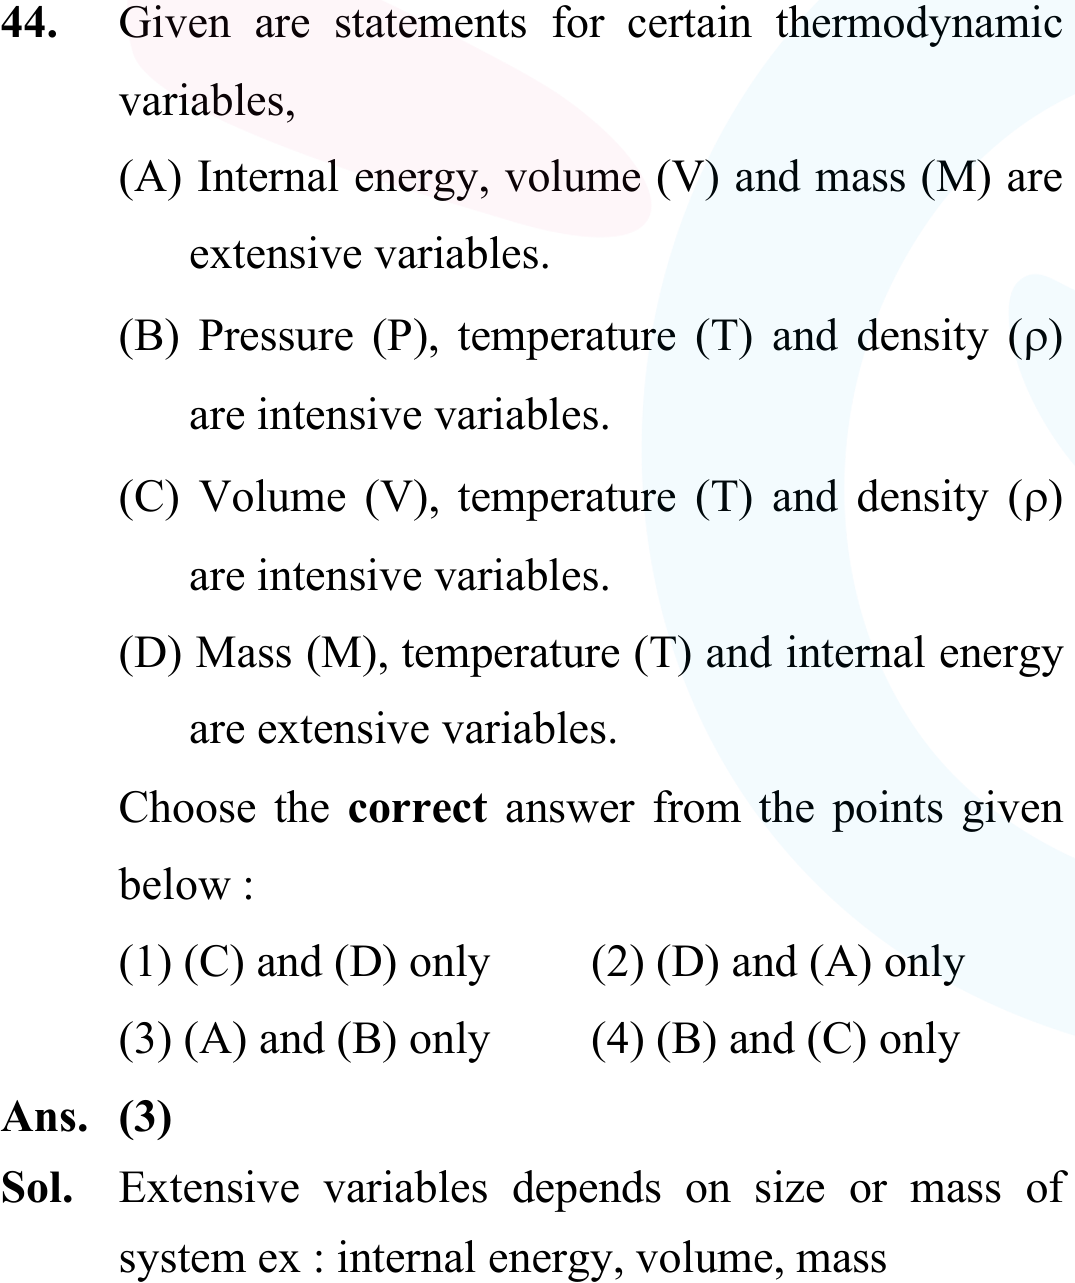 44. Given are statements for certain thermodynamic
variables,
(A) Internal energy, volume (V) and mass (M) are
extensive variables.
(B) Pressure (P), temperature (T) and density (ρ)
are intensive variables.
(C) Volume (V), temperature (T) and density (ρ)
are intensive variables.
(D) Mass (M), temperature (T) and internal energy
are extensive variables.
Choose the correct answer from the points given
below :
(1) (C) and (D) only (2) (D) and (A) only
(3) (A) and (B) only (4) (B) and (C) only
Ans. (3)
Sol. Extensive variables depends on size or mass of
system ex : internal energy, volume, mass